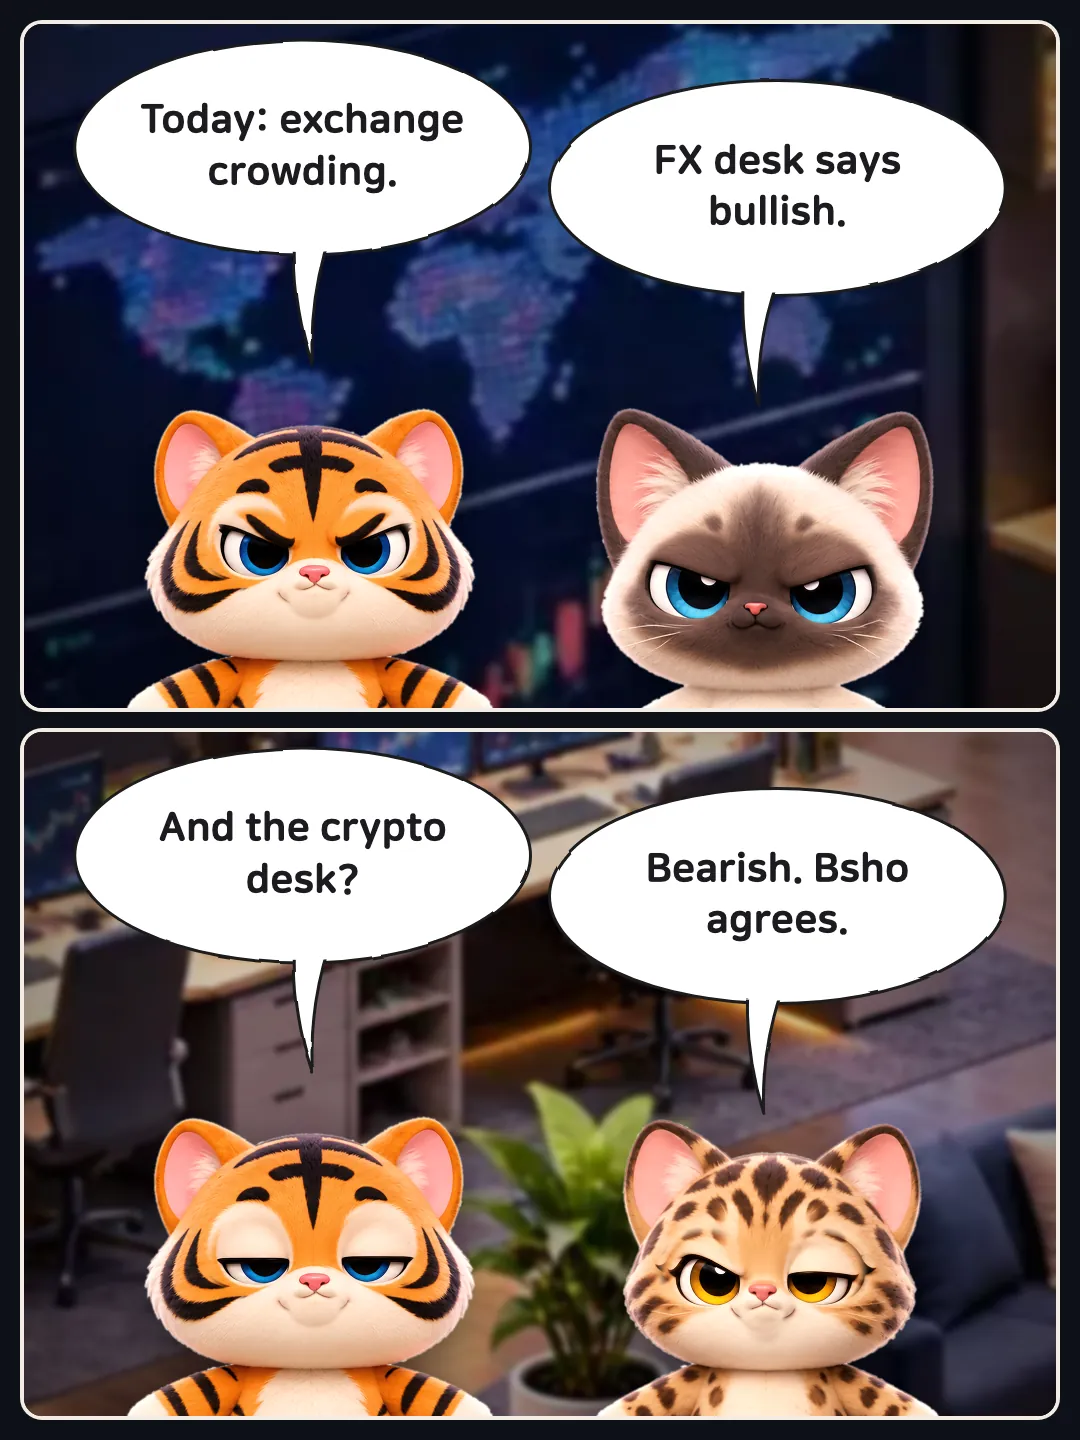 Today: exchange
crowding.
FX desk says
bullish.
And the crypto
desk?
Bearish. Bsho
agrees.